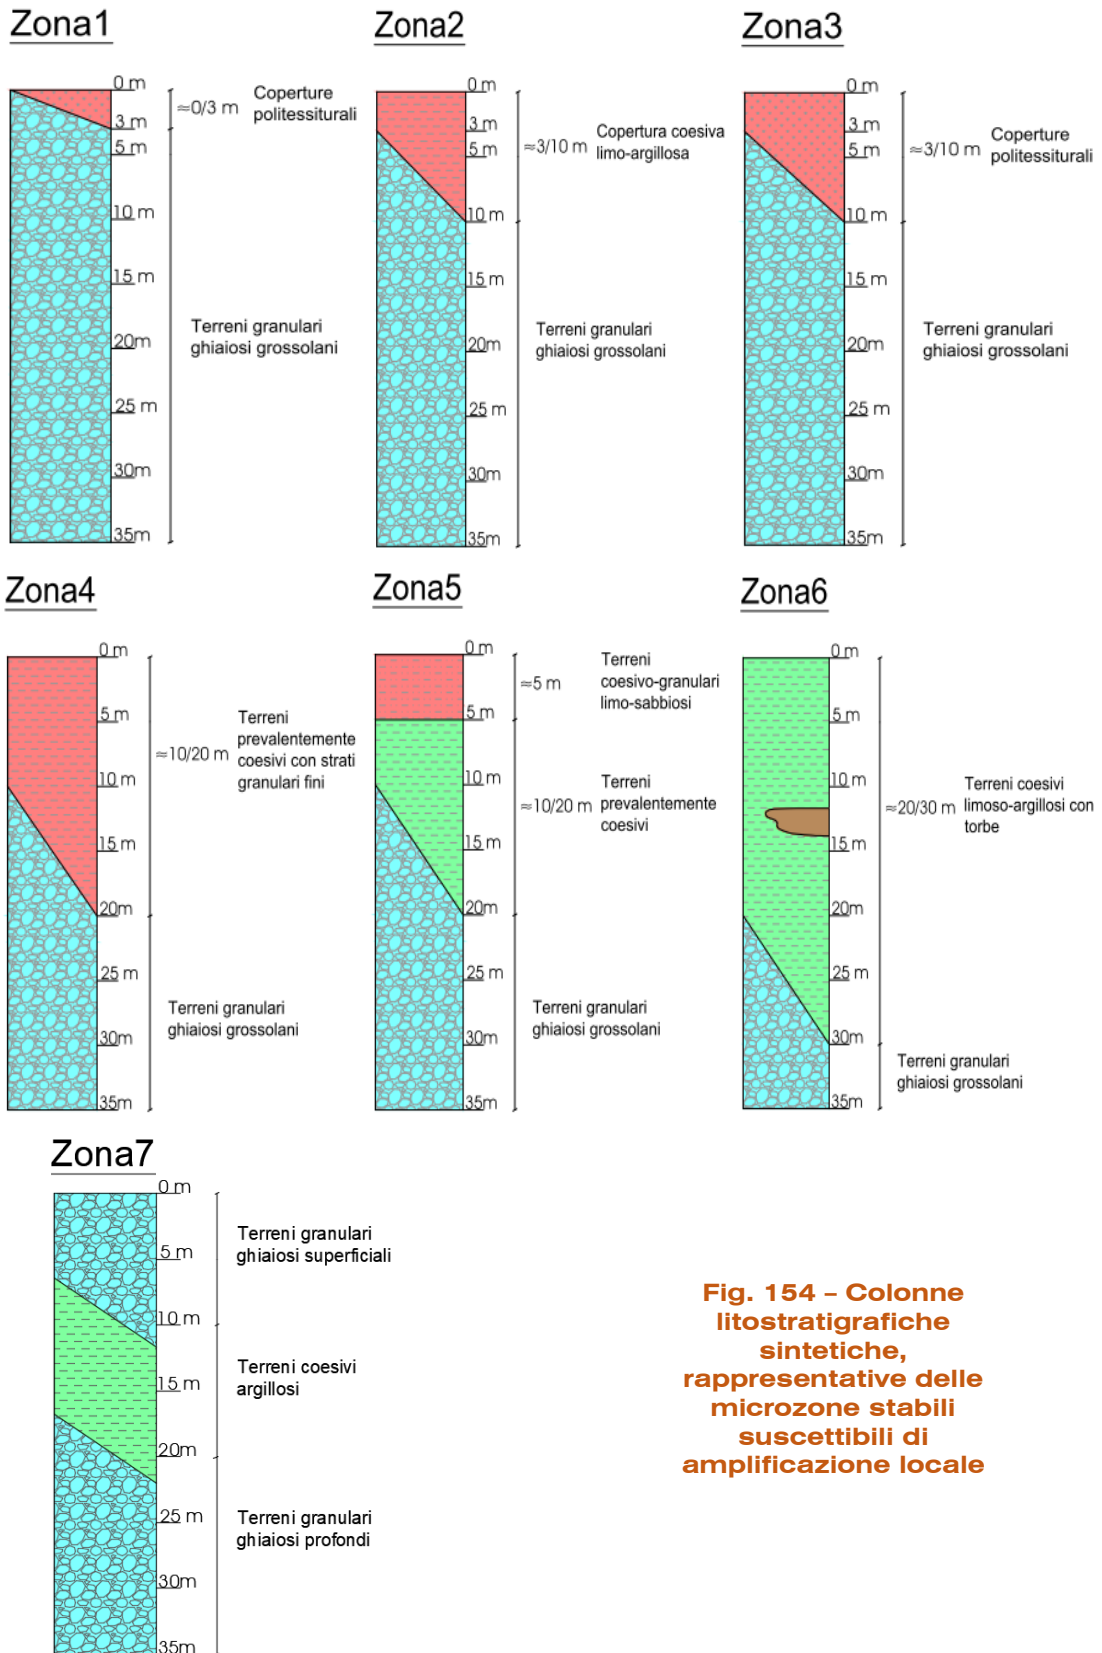 Zona1
0 m
3 m
5 m
10 m
15 m
20m
25 m
30m
35m
≈0/3 m
Coperture
politessiturali
Terreni granulari
ghiaiosi grossolani
Zona2
0 m
3 m
5 m
10 m
15 m
20m
25 m
30m
35m
≈3/10 m
Copertura coesiva
limo-argillosa
Terreni granulari
ghiaiosi grossolani
Zona3
0 m
3 m
5 m
10 m
15 m
20m
25 m
30m
35m
≈3/10 m
Coperture
politessiturali
Terreni granulari
ghiaiosi grossolani
Zona4
0 m
5 m
10 m
15 m
20m
25 m
30m
35m
≈10/20 m
Terreni
prevalentemente
coesivi con strati
granulari fini
Terreni granulari
ghiaiosi grossolani
Zona5
0 m
5 m
10 m
15 m
20m
25 m
30m
35m
≈5 m
Terreni
coesivo-granulari
limo-sabbiosi
≈10/20 m
Terreni
prevalentemente
coesivi
Terreni granulari
ghiaiosi grossolani
Zona6
0 m
5 m
10 m
15 m
20m
25 m
30m
35m
≈20/30 m
Terreni coesivi
limoso-argillosi con
torbe
Terreni granulari
ghiaiosi grossolani
Zona7
0 m
5 m
10 m
15 m
20m
25 m
30m
35m
Terreni granulari
ghiaiosi superficiali
Terreni coesivi
argillosi
Terreni granulari
ghiaiosi profondi
Fig. 154 – Colonne
litostratigrafiche
sintetiche,
rappresentative delle
microzone stabili
suscettibili di
amplificazione locale